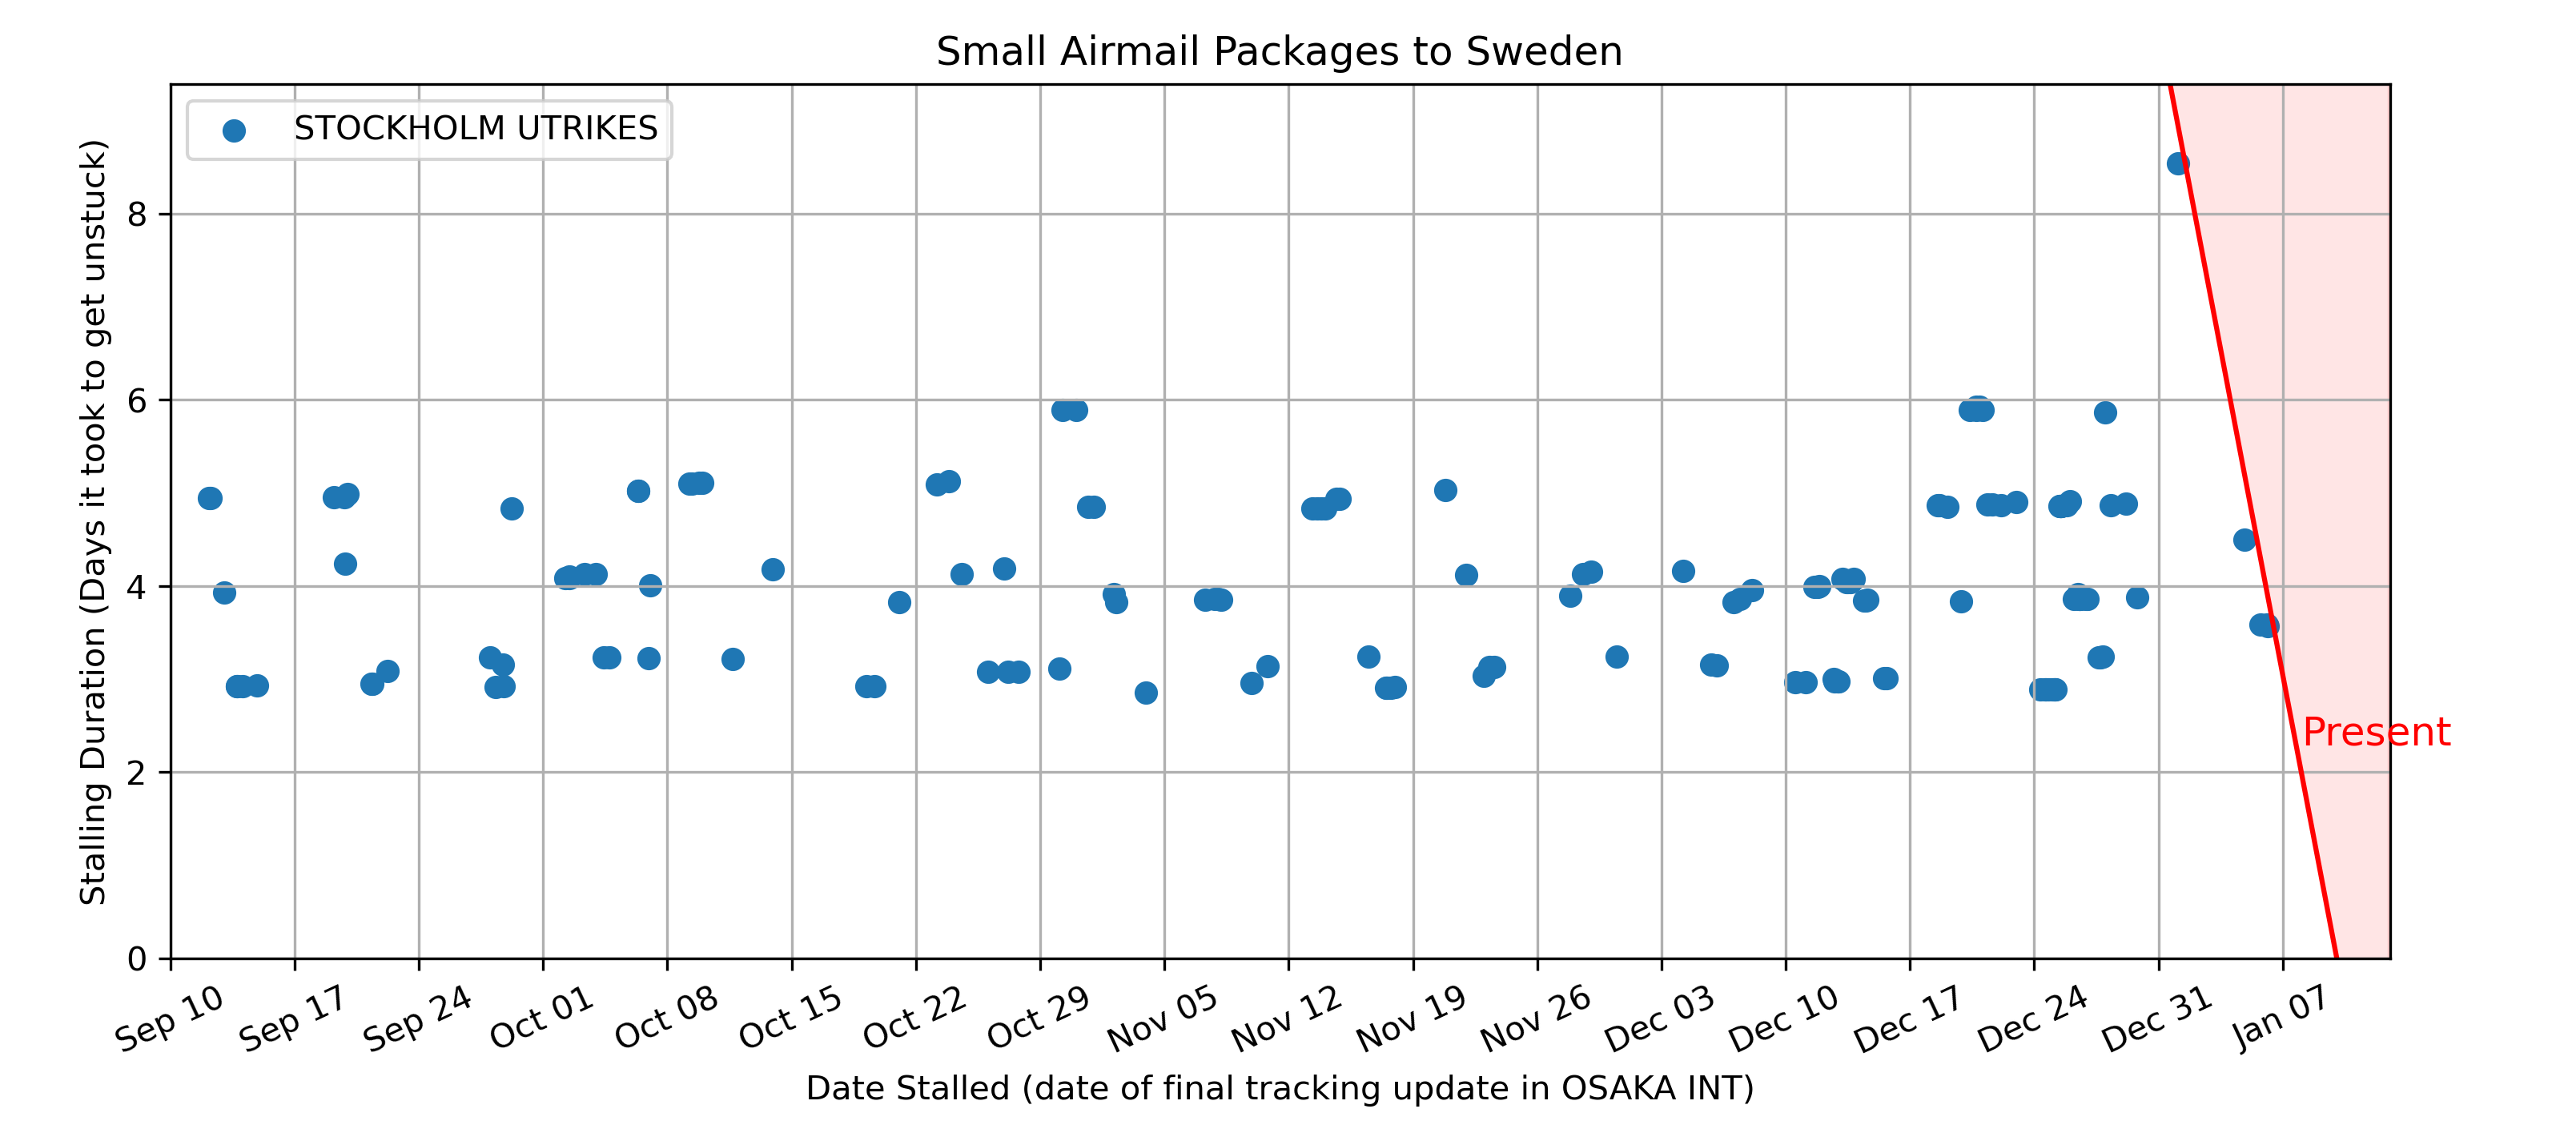 Small Airmail Packages to Sweden
STOCKHOLM UTRIKES
Stalling Duration (Days it took to get unstuck)
8
6
4
2
0
Present
Sep 10
Sep 17
Sep 24
Oct 01
Oct 08
Oct 15
Oct 22
Oct 29
Nov 05
Nov 12
Nov 19
Nov 26
Dec 03
Dec 10
Dec 17
Dec 24
Dec 31
Jan 07
Date Stalled (date of final tracking update in OSAKA INT)